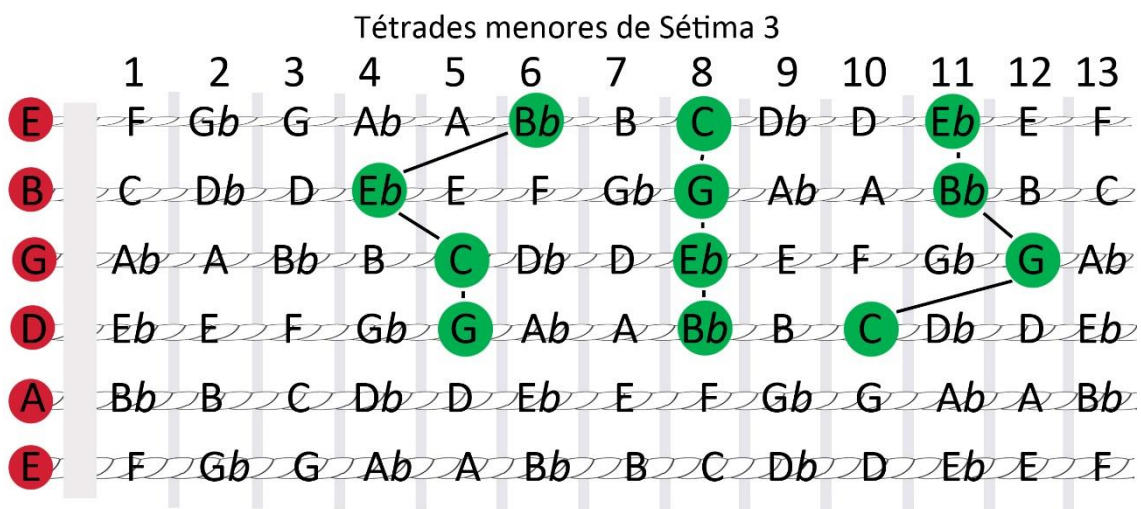 Tétrades menores de Sétima 3
1 2 3 4 5 6 7 8 9 10 11 12 13
E F Gb G Ab A Bb B C Db D Eb E F
B C Db D Eb E F Gb G Ab A Bb B C
G Ab A Bb B C Db D Eb E F Gb G Ab
D Eb E F Gb G Ab A Bb B C Db D Eb
A Bb B C Db D Eb E F Gb G Ab A Bb
E F Gb G Ab A Bb B C Db D Eb E F